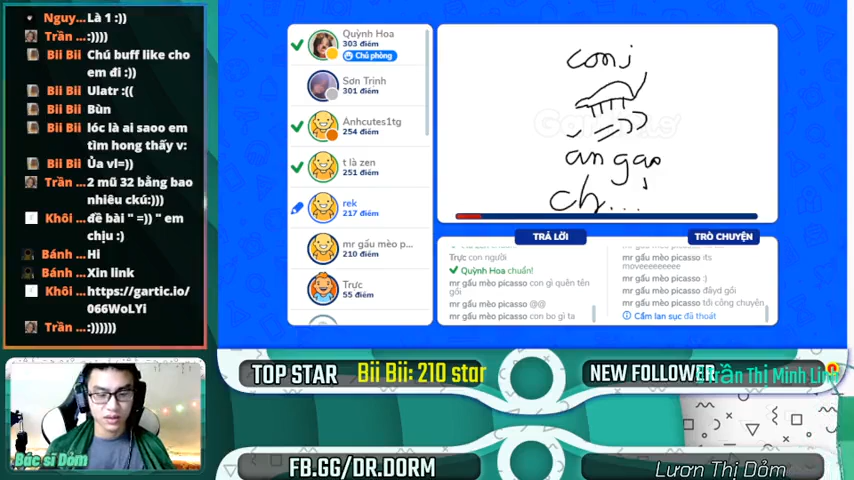 Nguy... Là 1 :))
Trần ... :))))
Bii Bii Chú buff like cho
em đi :))
Bii Bii Ulatr :((
Bii Bii Bùn
Bii Bii lóc là ai saoo em
tìm hong thấy v:
Bii Bii Ủa vl=))
Trần ... 2 mũ 32 bằng bao
nhiêu ckú:)))
Khôi ... đề bài " =)) " em
chịu :)
Bánh ... Hi
Bánh ... Xin link
Khôi ... https://gartic.io/
066WoLYi
Trần ... :))))))
Quỳnh Hoa
303 điểm
Chủ phòng
Sơn Trinh
301 điểm
Anhcutes1tg
254 điểm
t là zen
251 điểm
rek
217 điểm
mr gấu mèo p...
210 điểm
Trực
55 điểm
ăn gạo
ch...
TRẢ LỜI
Trực con người
Quỳnh Hoa chuẩn!
mr gấu mèo picasso con gì quên tên
gồi
mr gấu mèo picasso @@
mr gấu mèo picasso con bo gì ta
TRÒ CHUYỆN
mr gấu mèo picasso its
moveeeeeeee
mr gấu mèo picasso :)
mr gấu mèo picasso đâyd gồi
mr gấu mèo picasso tới công chuyện
Cấm lan sục đã thoát
TOP STAR
Bii Bii: 210 star
NEW FOLLOWER
Trần Thị Minh Linh
Bác sĩ Dỏm
FB.GG/DR.DORM
Lươn Thị Dỏm